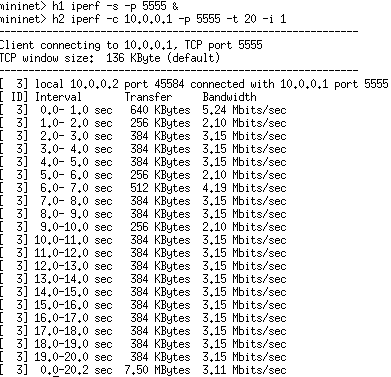 mininet> h1 iperf -s -p 5555 &
mininet> h2 iperf -c 10.0.0.1 -p 5555 -t 20 -i 1
------------------------------------------------------------
Client connecting to 10.0.0.1, TCP port 5555
TCP window size:  136 KByte (default)
------------------------------------------------------------
[  3] local 10.0.0.2 port 45584 connected with 10.0.0.1 port 5555
[ ID] Interval       Transfer     Bandwidth
[  3]  0.0- 1.0 sec   640 KBytes  5.24 Mbits/sec
[  3]  1.0- 2.0 sec   256 KBytes  2.10 Mbits/sec
[  3]  2.0- 3.0 sec   384 KBytes  3.15 Mbits/sec
[  3]  3.0- 4.0 sec   384 KBytes  3.15 Mbits/sec
[  3]  4.0- 5.0 sec   384 KBytes  3.15 Mbits/sec
[  3]  5.0- 6.0 sec   256 KBytes  2.10 Mbits/sec
[  3]  6.0- 7.0 sec   512 KBytes  4.19 Mbits/sec
[  3]  7.0- 8.0 sec   384 KBytes  3.15 Mbits/sec
[  3]  8.0- 9.0 sec   384 KBytes  3.15 Mbits/sec
[  3]  9.0-10.0 sec   256 KBytes  2.10 Mbits/sec
[  3] 10.0-11.0 sec   384 KBytes  3.15 Mbits/sec
[  3] 11.0-12.0 sec   384 KBytes  3.15 Mbits/sec
[  3] 12.0-13.0 sec   384 KBytes  3.15 Mbits/sec
[  3] 13.0-14.0 sec   384 KBytes  3.15 Mbits/sec
[  3] 14.0-15.0 sec   384 KBytes  3.15 Mbits/sec
[  3] 15.0-16.0 sec   384 KBytes  3.15 Mbits/sec
[  3] 16.0-17.0 sec   384 KBytes  3.15 Mbits/sec
[  3] 17.0-18.0 sec   384 KBytes  3.15 Mbits/sec
[  3] 18.0-19.0 sec   384 KBytes  3.15 Mbits/sec
[  3] 19.0-20.0 sec   384 KBytes  3.15 Mbits/sec
[  3]  0.0-20.2 sec  7.50 MBytes  3.11 Mbits/sec